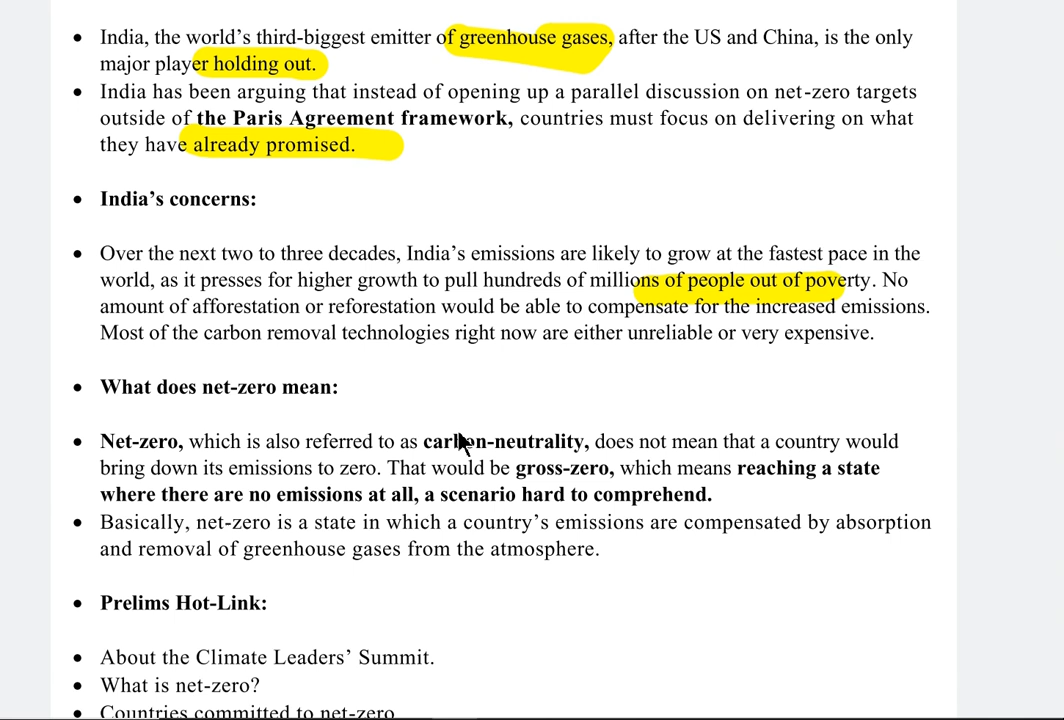 • India, the world's third-biggest emitter of greenhouse gases, after the US and China, is the only
major player holding out.
• India has been arguing that instead of opening up a parallel discussion on net-zero targets
outside of the Paris Agreement framework, countries must focus on delivering on what
they have already promised.
• India's concerns:
• Over the next two to three decades, India's emissions are likely to grow at the fastest pace in the
world, as it presses for higher growth to pull hundreds of millions of people out of poverty. No
amount of afforestation or reforestation would be able to compensate for the increased emissions.
Most of the carbon removal technologies right now are either unreliable or very expensive.
• What does net-zero mean:
• Net-zero, which is also referred to as carbon-neutrality, does not mean that a country would
bring down its emissions to zero. That would be gross-zero, which means reaching a state
where there are no emissions at all, a scenario hard to comprehend.
• Basically, net-zero is a state in which a country's emissions are compensated by absorption
and removal of greenhouse gases from the atmosphere.
• Prelims Hot-Link:
• About the Climate Leaders' Summit.
• What is net-zero?
• Countries committed to net-zero